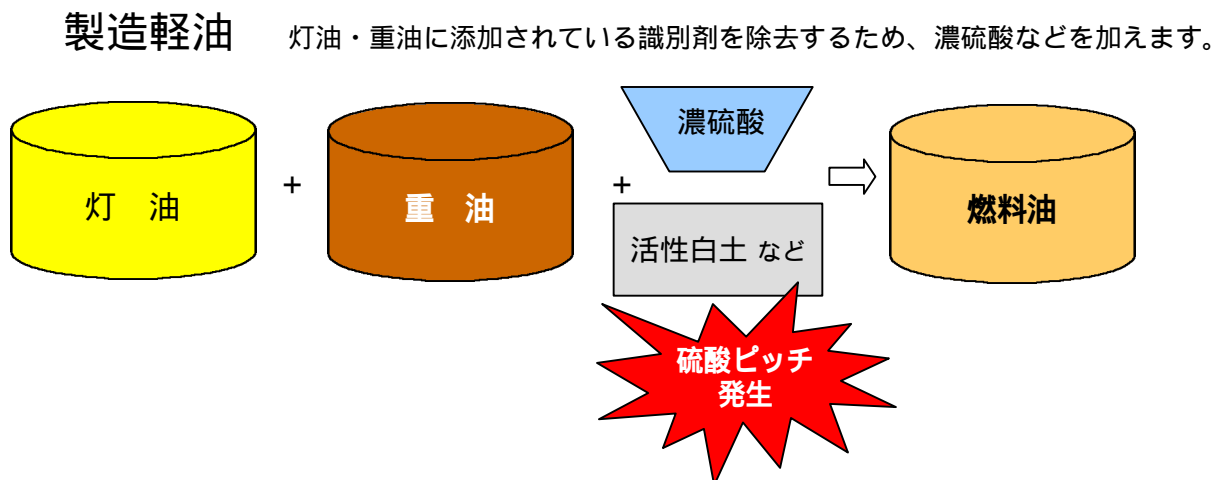 製造軽油 灯油・重油に添加されている識別剤を除去するため、濃硫酸などを加えます。
灯 油
+
重 油
+
濃硫酸
活性白土 など
燃料油
硫酸ピッチ
発生